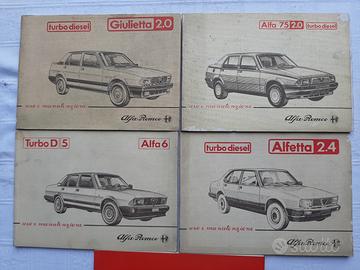 turbo diesel Giulietta 2.0
uso e manutenzione
Alfa-Romeo
turbo diesel Alfa 75 2.0
uso e manutenzione
Alfa-Romeo
Turbo D/5 Alfa 6
uso e manutenzione
Alfa-Romeo
turbo diesel Alfetta 2.4
uso e manutenzione
Alfa-Romeo
Subito